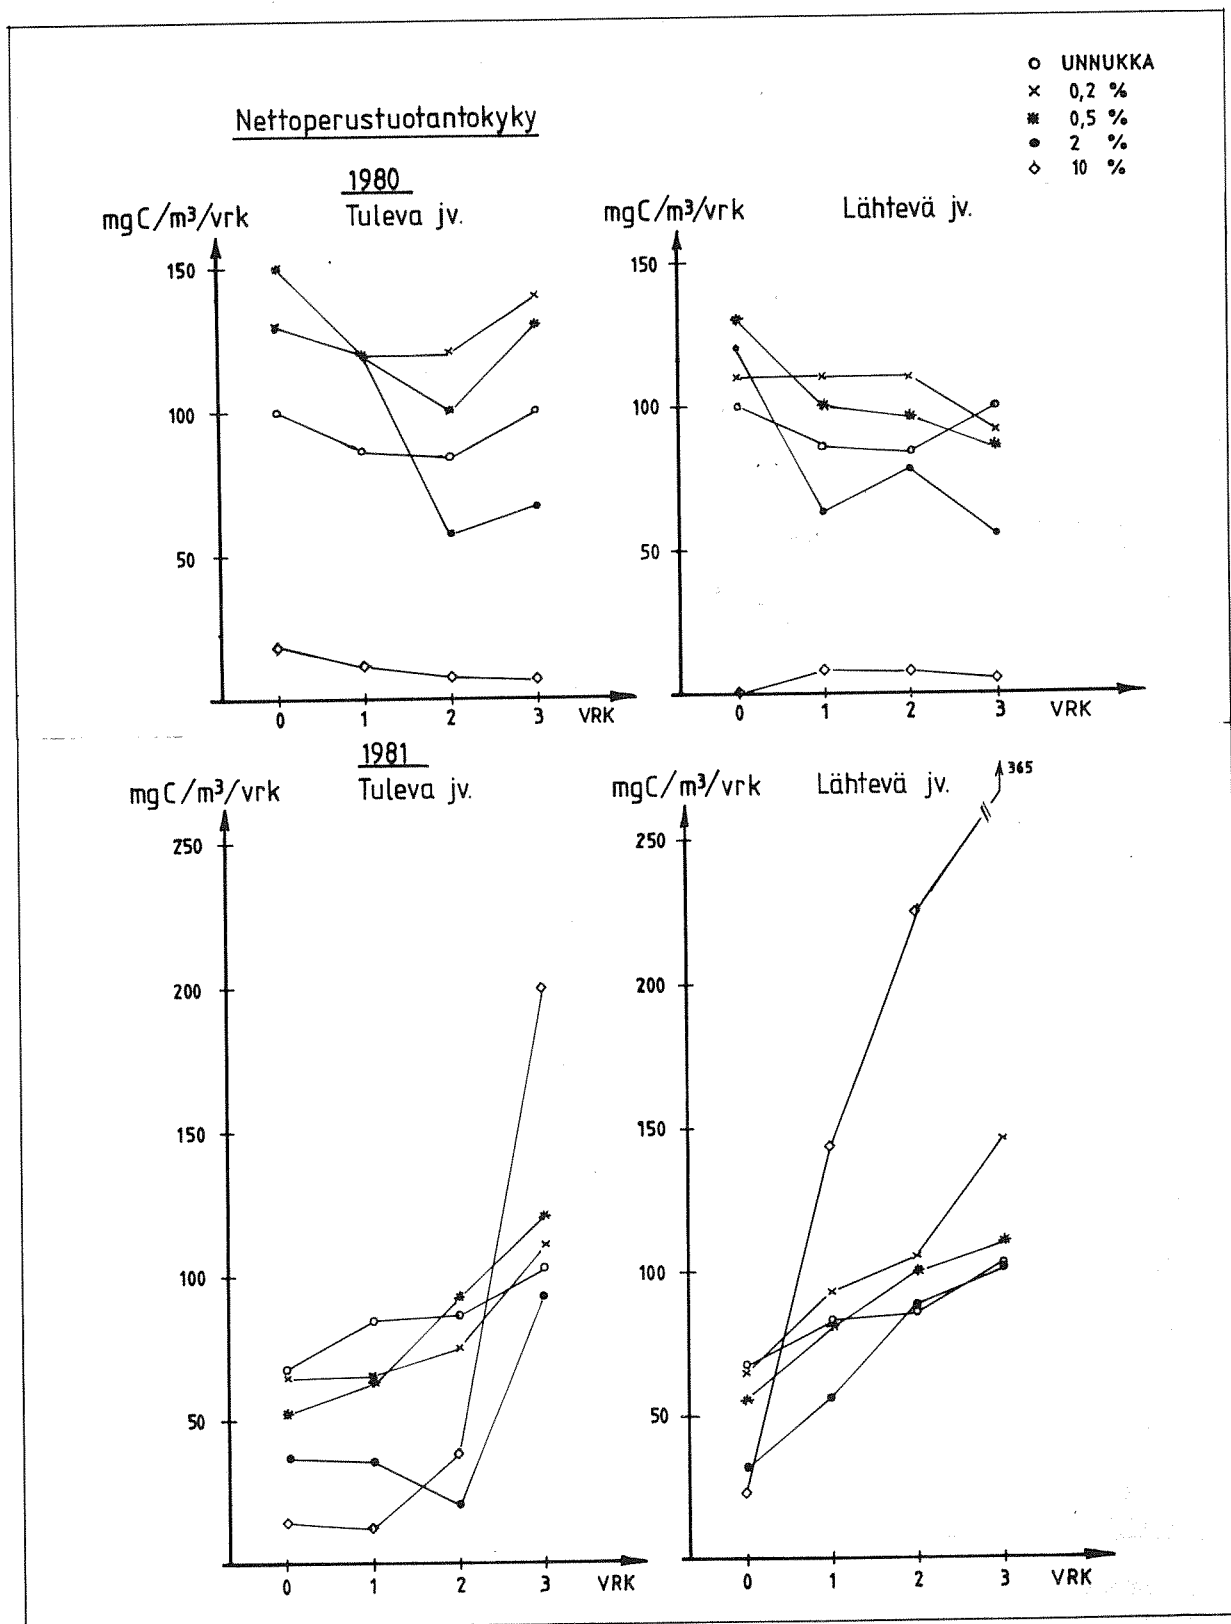 ○ UNNUKKA
× 0,2 %
✱ 0,5 %
● 2 %
◇ 10 %
Nettoperustuotantokyky
1980
mgC/m³/vrk
Tuleva jv.
150
100
50
0 1 2 3 VRK
mgC/m³/vrk
Lähtevä jv.
150
100
50
0 1 2 3 VRK
1981
mgC/m³/vrk
Tuleva jv.
250
200
150
100
50
0 1 2 3 VRK
mgC/m³/vrk
Lähtevä jv.
365
250
200
150
100
50
0 1 2 3 VRK